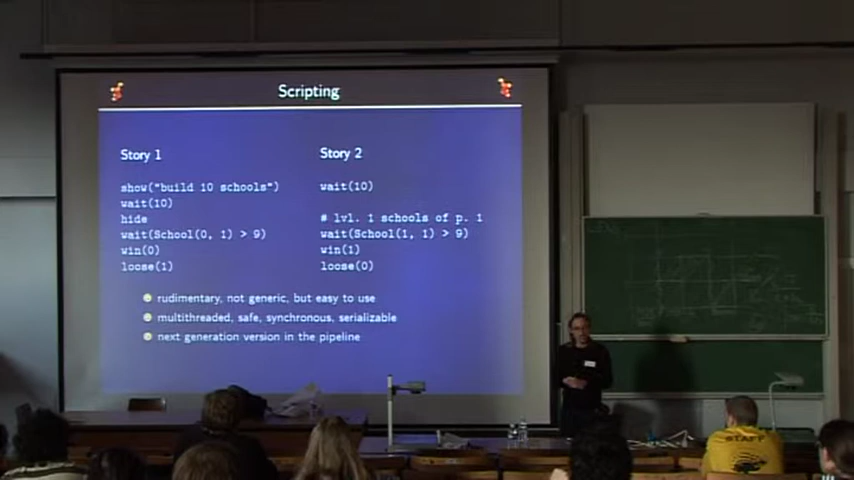 Scripting
Story 1
show("build 10 schools")
wait(10)
hide
wait(School(0, 1) > 9)
win(0)
loose(1)
Story 2
wait(10)
# lvl. 1 schools of p. 1
wait(School(1, 1) > 9)
win(1)
loose(0)
rudimentary, not generic, but easy to use
multithreaded, safe, synchronous, serializable
next generation version in the pipeline
STAFF